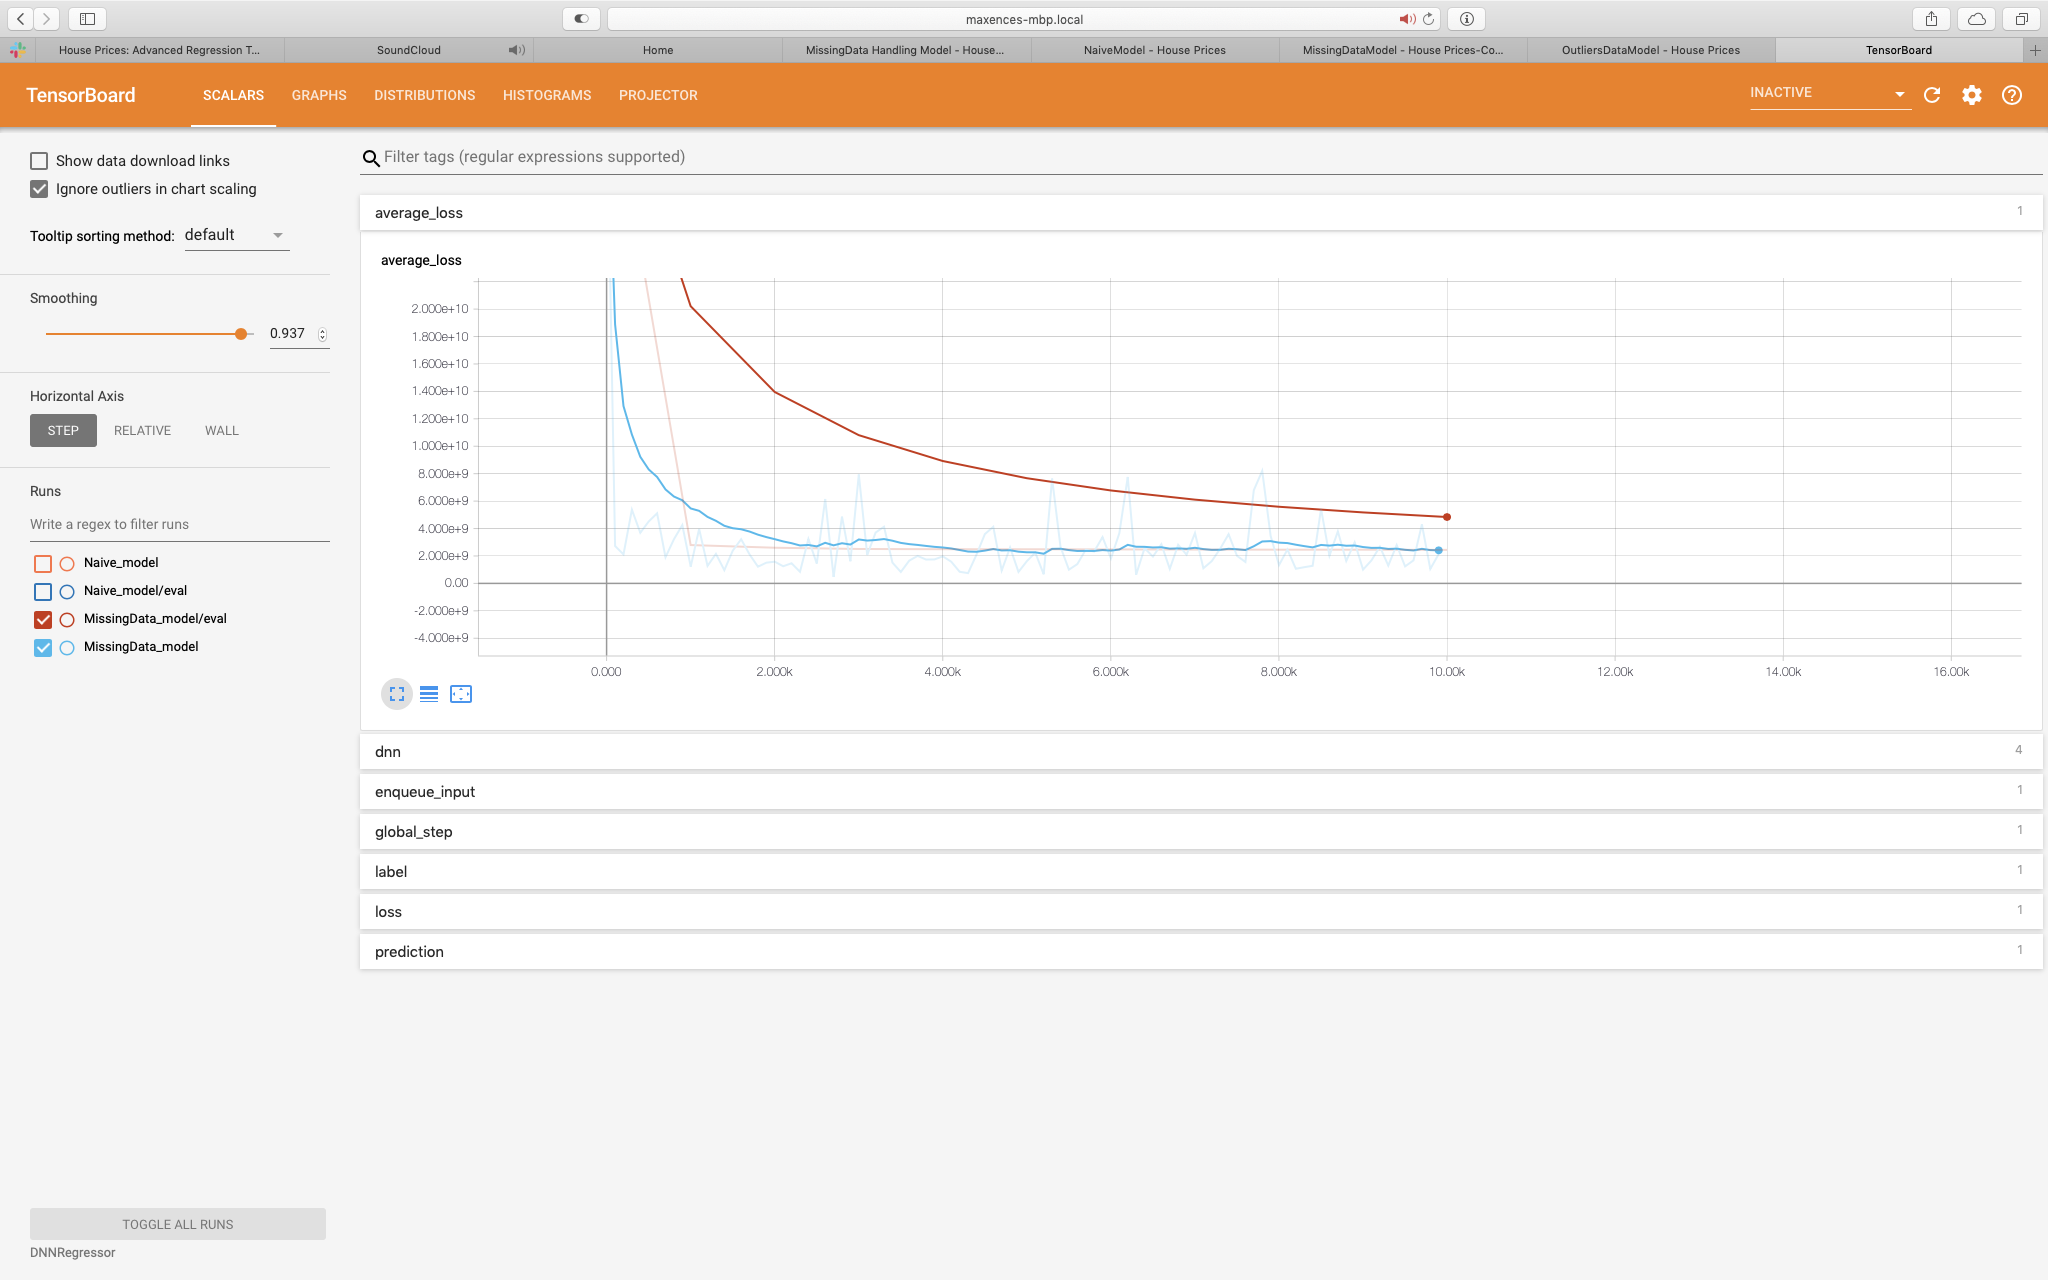 maxences-mbp.local
House Prices: Advanced Regression T...
SoundCloud
Home
MissingData Handling Model - House...
NaiveModel - House Prices
MissingDataModel - House Prices-Co...
OutliersDataModel - House Prices
TensorBoard
TensorBoard
SCALARS
GRAPHS
DISTRIBUTIONS
HISTOGRAMS
PROJECTOR
INACTIVE
Show data download links
Ignore outliers in chart scaling
Tooltip sorting method: default
Smoothing
0.937
Horizontal Axis
STEP
RELATIVE
WALL
Runs
Write a regex to filter runs
Naive_model
Naive_model/eval
MissingData_model/eval
MissingData_model
TOGGLE ALL RUNS
DNNRegressor
Filter tags (regular expressions supported)
average_loss 1
average_loss
2.000e+10
1.800e+10
1.600e+10
1.400e+10
1.200e+10
1.000e+10
8.000e+9
6.000e+9
4.000e+9
2.000e+9
0.00
-2.000e+9
-4.000e+9
0.000 2.000k 4.000k 6.000k 8.000k 10.00k 12.00k 14.00k 16.00k
dnn 4
enqueue_input 1
global_step 1
label 1
loss 1
prediction 1